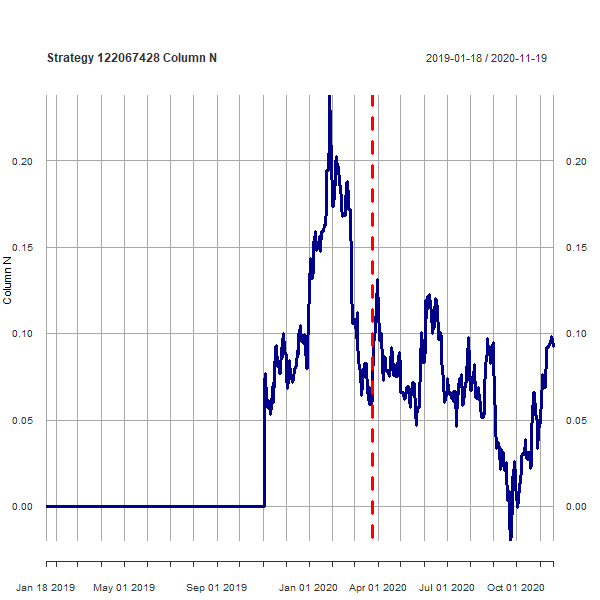 Strategy 122067428 Column N
2019-01-18 / 2020-11-19
0.20
0.20
0.15
0.15
Column N
0.10
0.10
0.05
0.05
0.00
0.00
Jan 18 2019
May 01 2019
Sep 01 2019
Jan 01 2020
Apr 01 2020
Jul 01 2020
Oct 01 2020